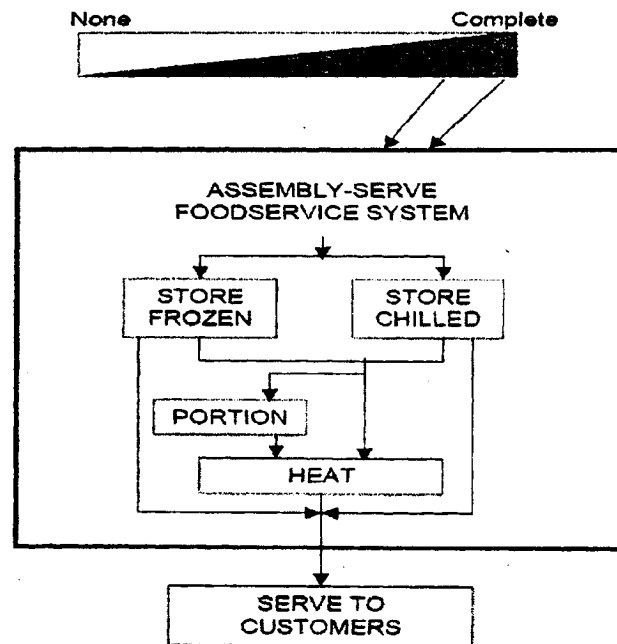 None Complete
ASSEMBLY-SERVE
FOODSERVICE SYSTEM
STORE
FROZEN
STORE
CHILLED
PORTION
HEAT
SERVE TO
CUSTOMERS